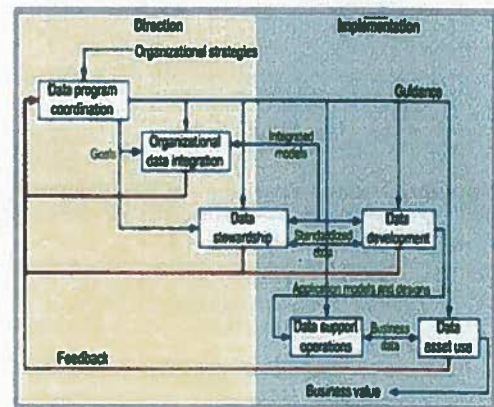 Direction
Implementation
Organizational strategies
Data program
coordination
Guidance
Organizational
data integration
Integrated
models
Goals
Data
stewardship
Standardized
data
Data
development
Application models and designs
Data support
operations
Business
data
Data
asset use
Feedback
Business value